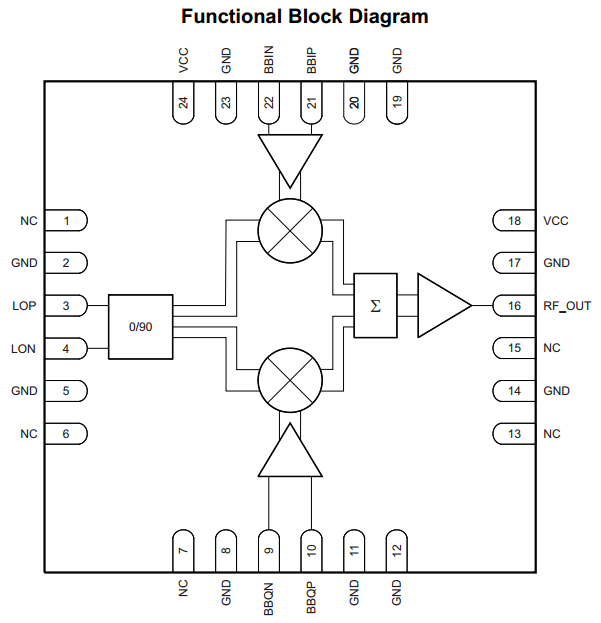 Functional Block Diagram
VCC GND BBIN BBIP GND GND
24 23 22 21 20 19
NC 1 18 VCC
GND 2 17 GND
LOP 3 0/90 Σ 16 RF_OUT
LON 4 15 NC
GND 5 14 GND
NC 6 13 NC
7 8 9 10 11 12
NC GND BBQN BBQP GND GND